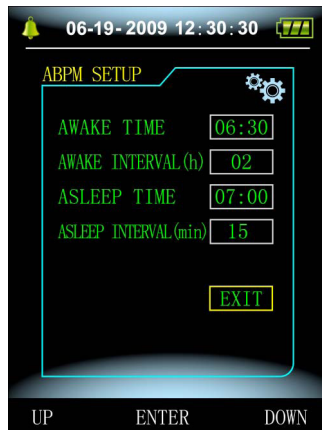 06-19-2009 12:30:30
ABPM SETUP
AWAKE TIME 06:30
AWAKE INTERVAL(h) 02
ASLEEP TIME 07:00
ASLEEP INTERVAL(min) 15
EXIT
UP ENTER DOWN